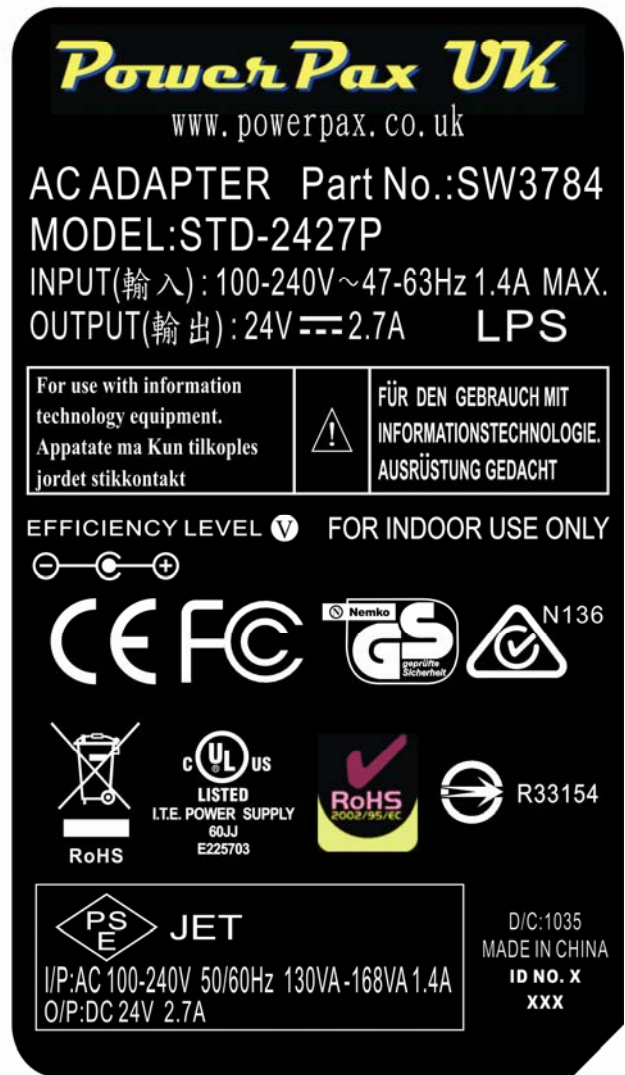 PowerPax UK
www.powerpax.co.uk
AC ADAPTER Part No.:SW3784
MODEL:STD-2427P
INPUT(輸入):100-240V～47-63Hz 1.4A MAX.
OUTPUT(輸出):24V⎓2.7A LPS
For use with information
technology equipment.
Appatate ma Kun tilkoples
jordet stikkontakt
!
FÜR DEN GEBRAUCH MIT
INFORMATIONSTECHNOLOGIE.
AUSRÜSTUNG GEDACHT
EFFICIENCY LEVEL V FOR INDOOR USE ONLY
CE FC
Nemko
GS
geprüfte
Sicherheit
N136
RoHS
C UL US
LISTED
I.T.E. POWER SUPPLY
60JJ
E225703
RoHS
2002/95/EC
R33154
PS
E
JET
I/P:AC 100-240V 50/60Hz 130VA-168VA 1.4A
O/P:DC 24V 2.7A
D/C:1035
MADE IN CHINA
ID NO. X
XXX